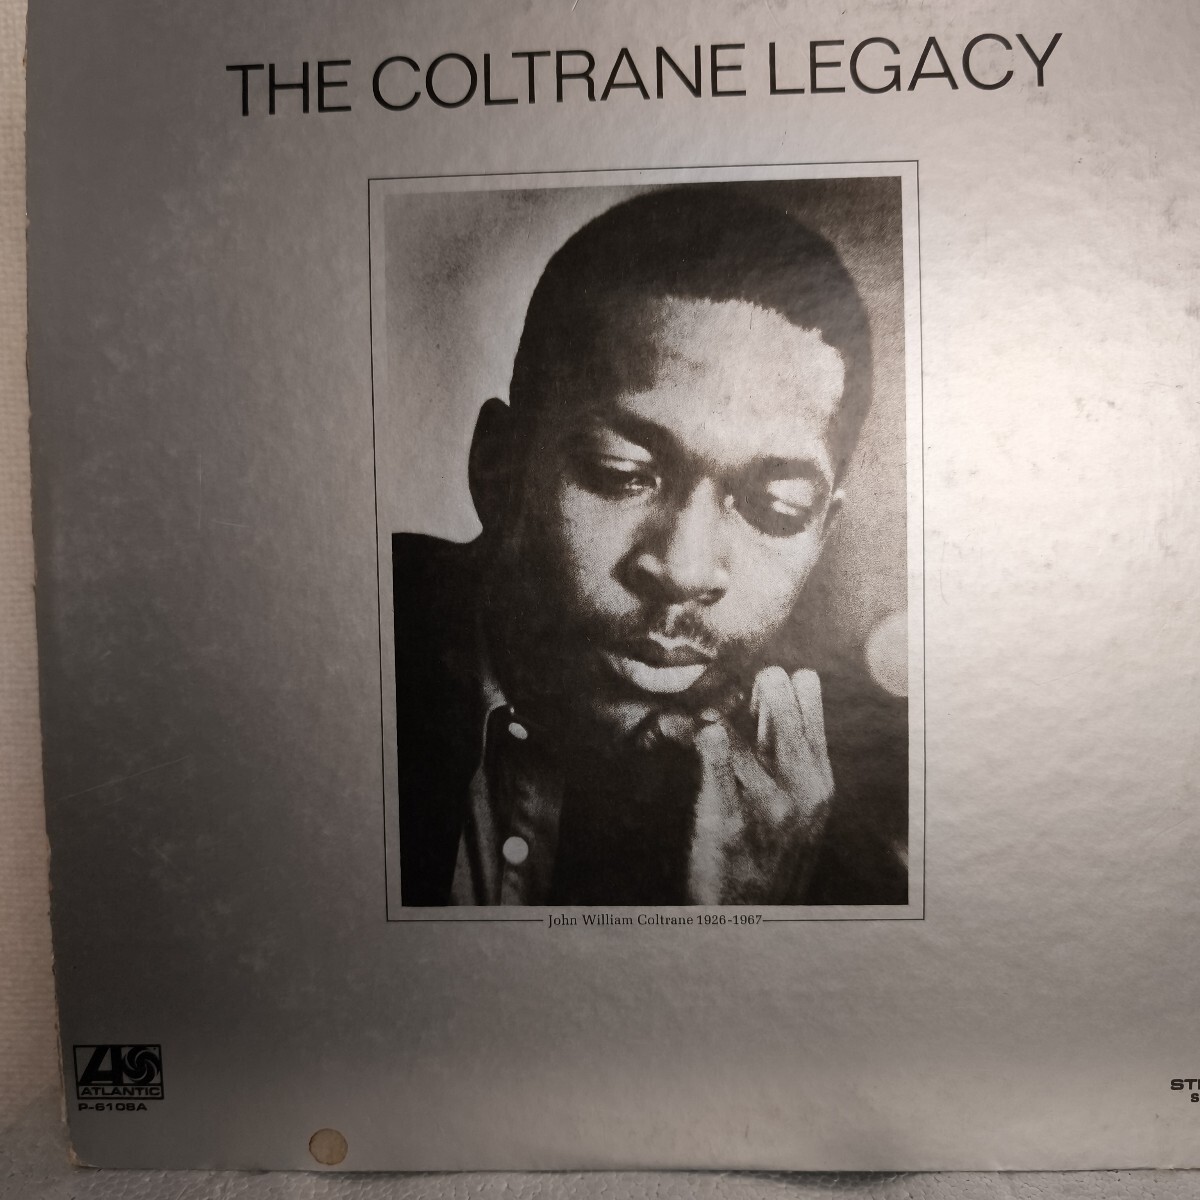 THE COLTRANE LEGACY
John William Coltrane 1926-1967
ATLANTIC
P-6108A